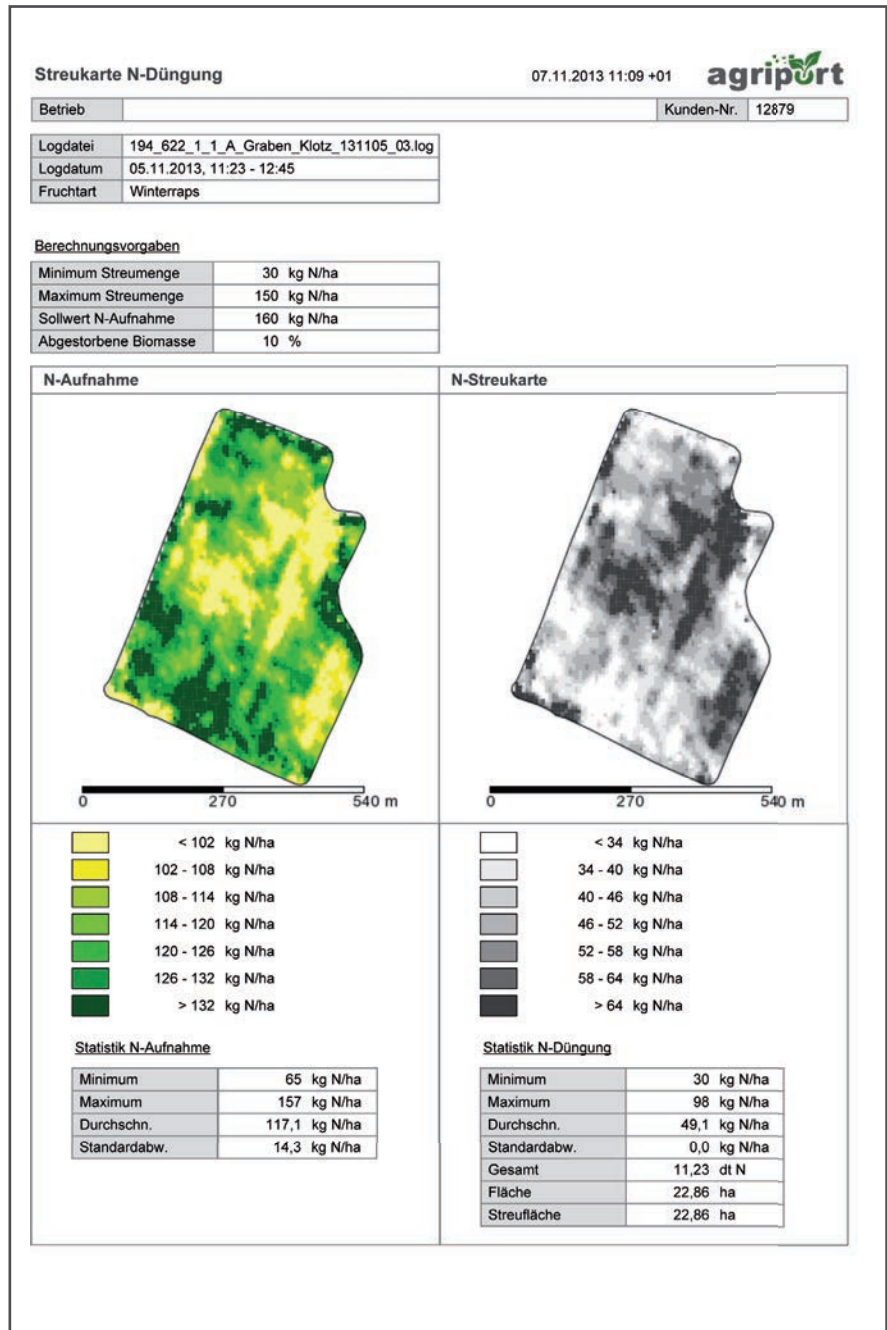 Streukarte N-Düngung 07.11.2013 11:09 +01 agriport
Betrieb Kunden-Nr. 12879
Logdatei 194_622_1_1_A_Graben_Klotz_131105_03.log
Logdatum 05.11.2013, 11:23 - 12:45
Fruchtart Winterraps
Berechnungsvorgaben
Minimum Streumenge 30 kg N/ha
Maximum Streumenge 150 kg N/ha
Sollwert N-Aufnahme 160 kg N/ha
Abgestorbene Biomasse 10 %
N-Aufnahme
0 270 540 m
< 102 kg N/ha
102 - 108 kg N/ha
108 - 114 kg N/ha
114 - 120 kg N/ha
120 - 126 kg N/ha
126 - 132 kg N/ha
> 132 kg N/ha
Statistik N-Aufnahme
Minimum 65 kg N/ha
Maximum 157 kg N/ha
Durchschn. 117,1 kg N/ha
Standardabw. 14,3 kg N/ha
N-Streukarte
0 270 540 m
< 34 kg N/ha
34 - 40 kg N/ha
40 - 46 kg N/ha
46 - 52 kg N/ha
52 - 58 kg N/ha
58 - 64 kg N/ha
> 64 kg N/ha
Statistik N-Düngung
Minimum 30 kg N/ha
Maximum 98 kg N/ha
Durchschn. 49,1 kg N/ha
Standardabw. 0,0 kg N/ha
Gesamt 11,23 dt N
Fläche 22,86 ha
Streufläche 22,86 ha